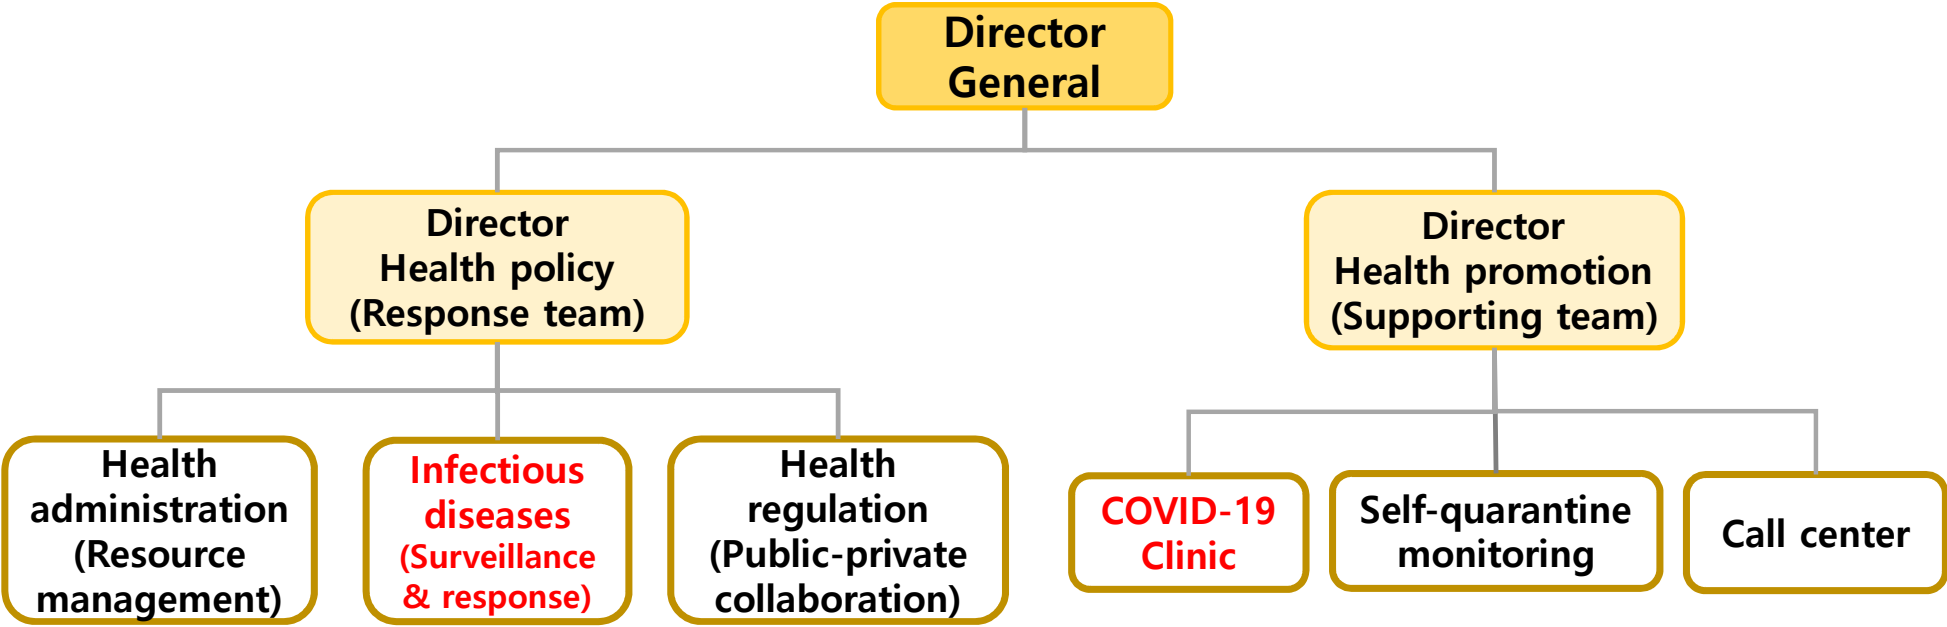 Director
General
Director
Health policy
(Response team)
Director
Health promotion
(Supporting team)
Health
administration
(Resource
management)
Infectious
diseases
(Surveillance
& response)
Health
regulation
(Public-private
collaboration)
COVID-19
Clinic
Self-quarantine
monitoring
Call center